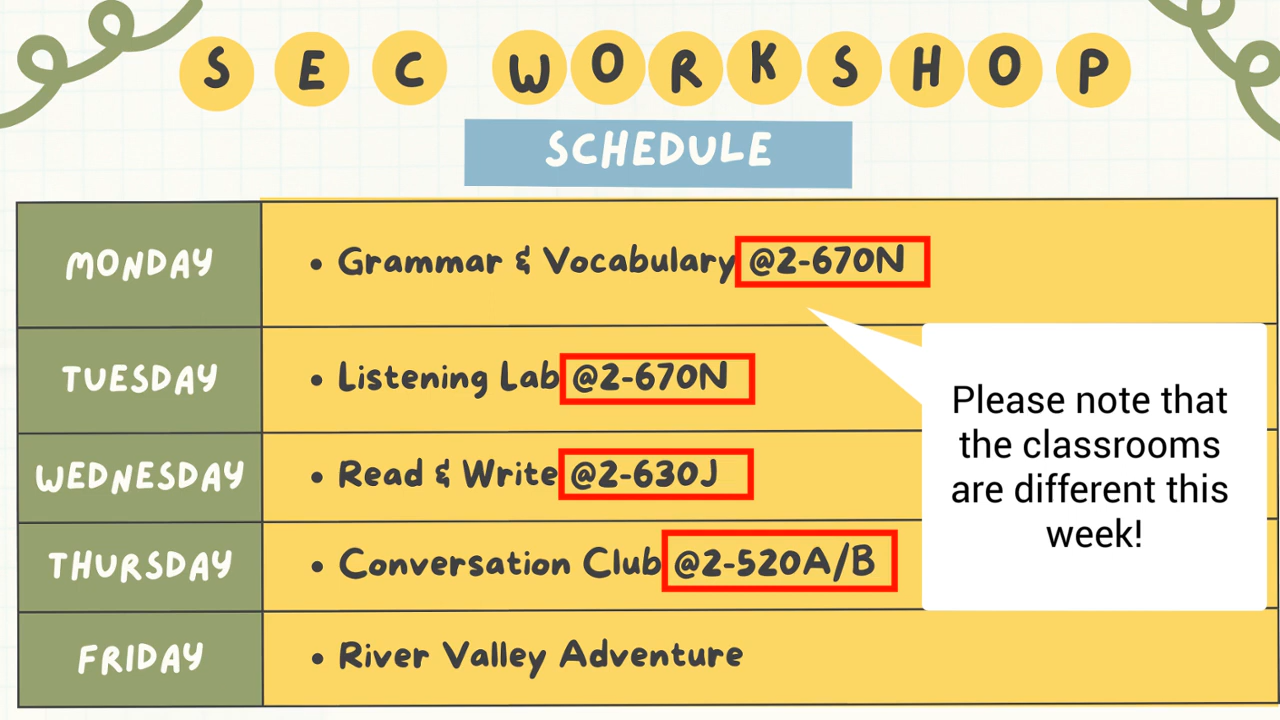 SEC WORKSHOP
SCHEDULE
MONDAY
• Grammar & Vocabulary @2-670N
TUESDAY
• Listening Lab @2-670N
WEDNESDAY
• Read & Write @2-630J
THURSDAY
• Conversation Club @2-520A/B
FRIDAY
• River Valley Adventure
Please note that
the classrooms
are different this
week!